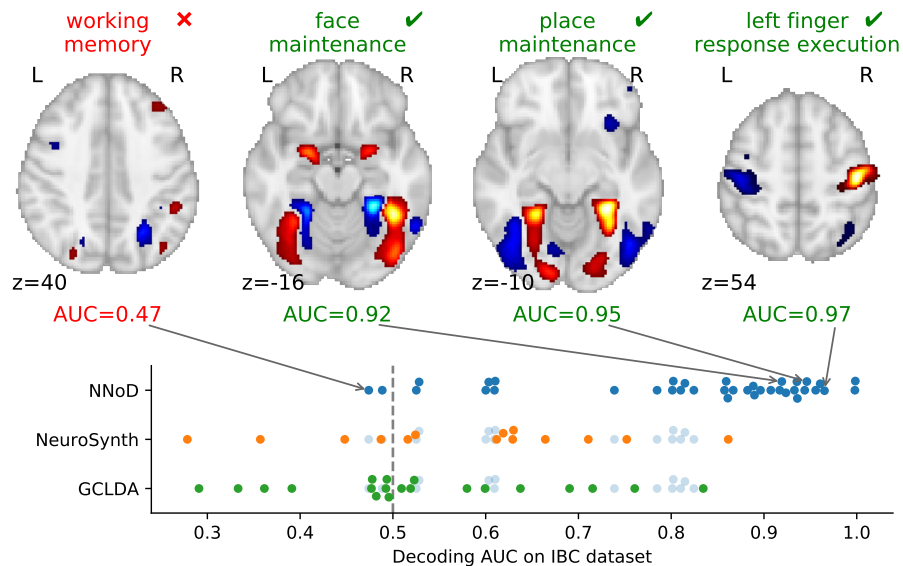 working ✖
memory
face ✔
maintenance
place ✔
maintenance
left finger ✔
response execution
L R
L R
L R
L R
z=40
z=-16
z=-10
z=54
AUC=0.47
AUC=0.92
AUC=0.95
AUC=0.97
NNoD
NeuroSynth
GCLDA
0.3 0.4 0.5 0.6 0.7 0.8 0.9 1.0
Decoding AUC on IBC dataset